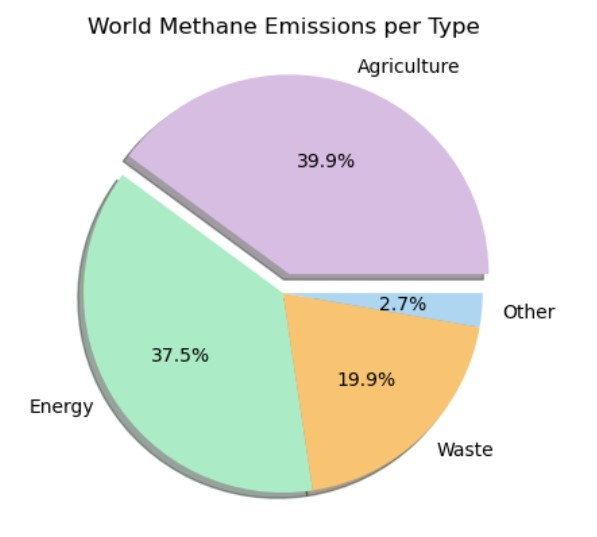 World Methane Emissions per Type
Agriculture
39.9%
2.7%
Other
37.5%
19.9%
Energy
Waste